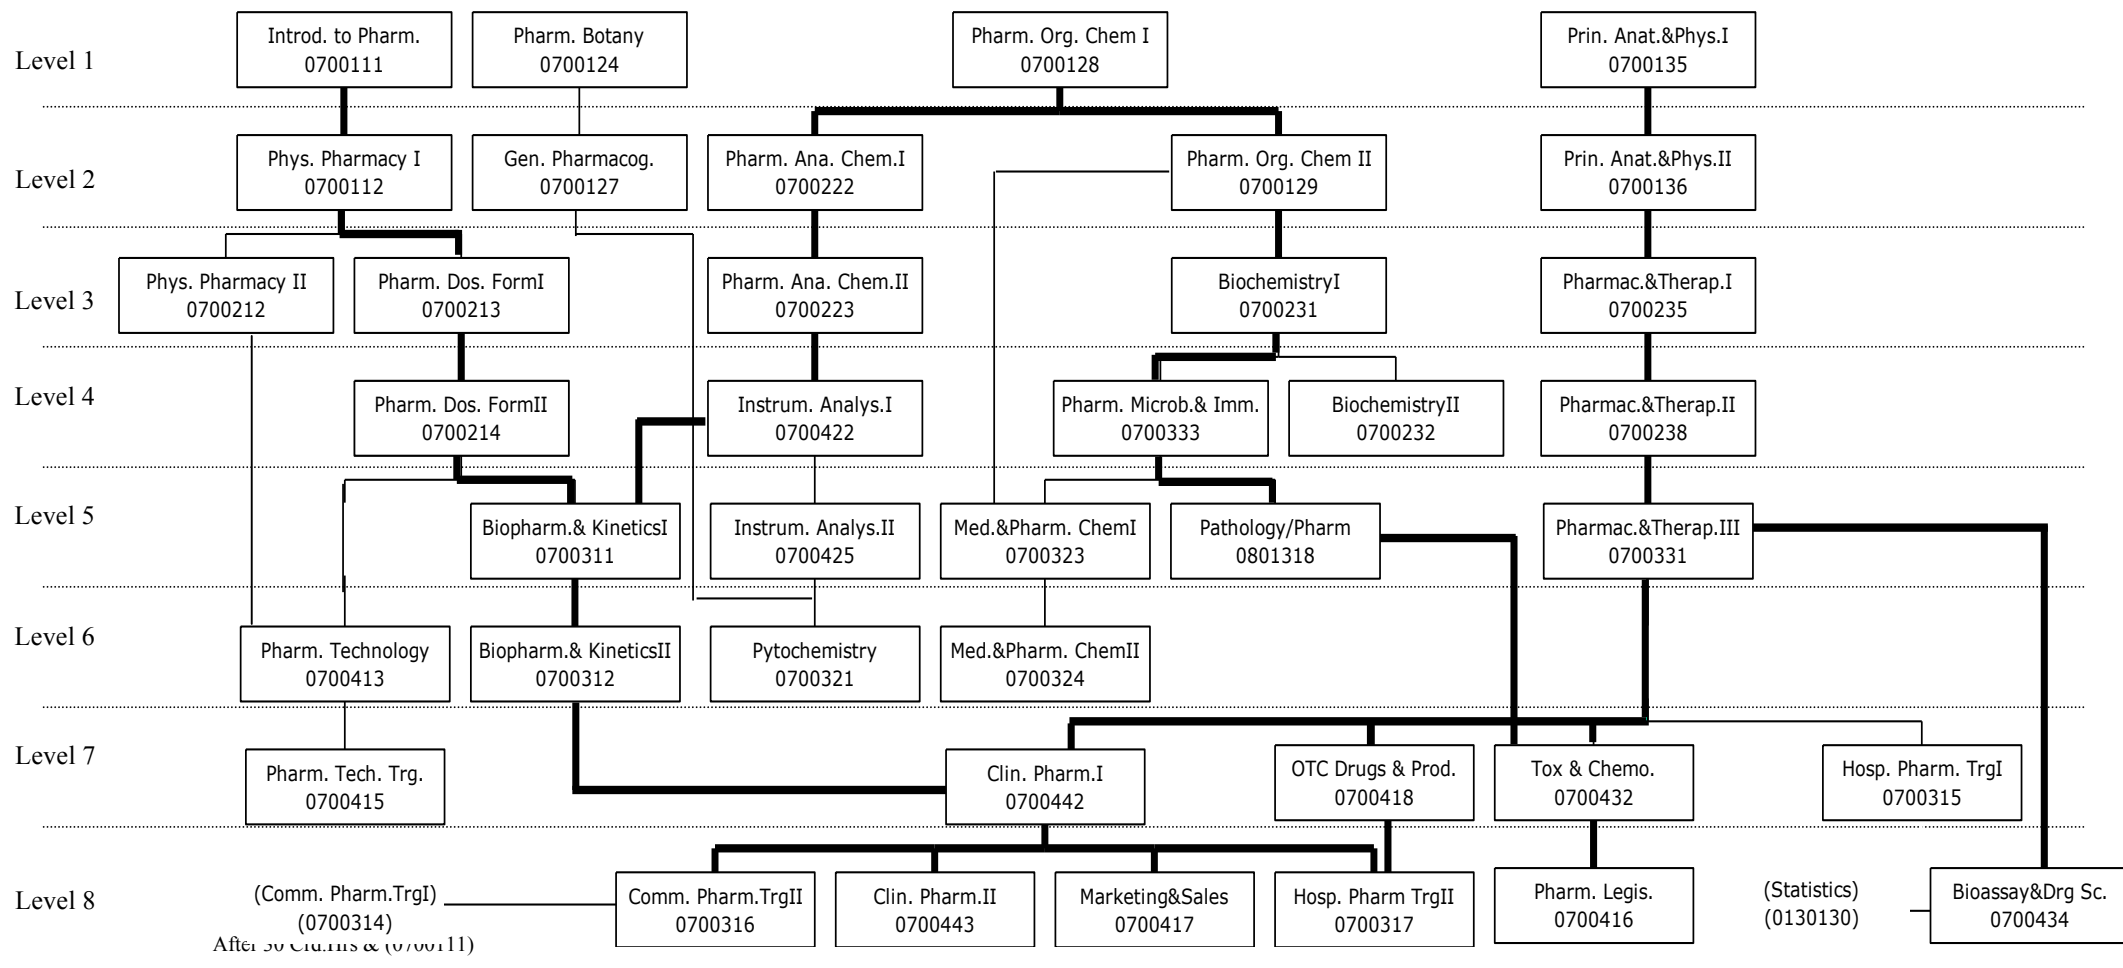 Level 1
Introd. to Pharm.
0700111
Pharm. Botany
0700124
Pharm. Org. Chem I
0700128
Prin. Anat.&Phys.I
0700135
Level 2
Phys. Pharmacy I
0700112
Gen. Pharmacog.
0700127
Pharm. Ana. Chem.I
0700222
Pharm. Org. Chem II
0700129
Prin. Anat.&Phys.II
0700136
Level 3
Phys. Pharmacy II
0700212
Pharm. Dos. FormI
0700213
Pharm. Ana. Chem.II
0700223
BiochemistryI
0700231
Pharmac.&Therap.I
0700235
Level 4
Pharm. Dos. FormII
0700214
Instrum. Analys.I
0700422
Pharm. Microb.& Imm.
0700333
BiochemistryII
0700232
Pharmac.&Therap.II
0700238
Level 5
Biopharm.& KineticsI
0700311
Instrum. Analys.II
0700425
Med.&Pharm. ChemI
0700323
Pathology/Pharm
0801318
Pharmac.&Therap.III
0700331
Level 6
Pharm. Technology
0700413
Biopharm.& KineticsII
0700312
Pytochemistry
0700321
Med.&Pharm. ChemII
0700324
Level 7
Pharm. Tech. Trg.
0700415
Clin. Pharm.I
0700442
OTC Drugs & Prod.
0700418
Tox & Chemo.
0700432
Hosp. Pharm. TrgI
0700315
Level 8
(Comm. Pharm.TrgI)
(0700314)
After 30 Crd.Hrs & (0700111)
Comm. Pharm.TrgII
0700316
Clin. Pharm.II
0700443
Marketing&Sales
0700417
Hosp. Pharm TrgII
0700317
Pharm. Legis.
0700416
(Statistics)
(0130130)
Bioassay&Drg Sc.
0700434